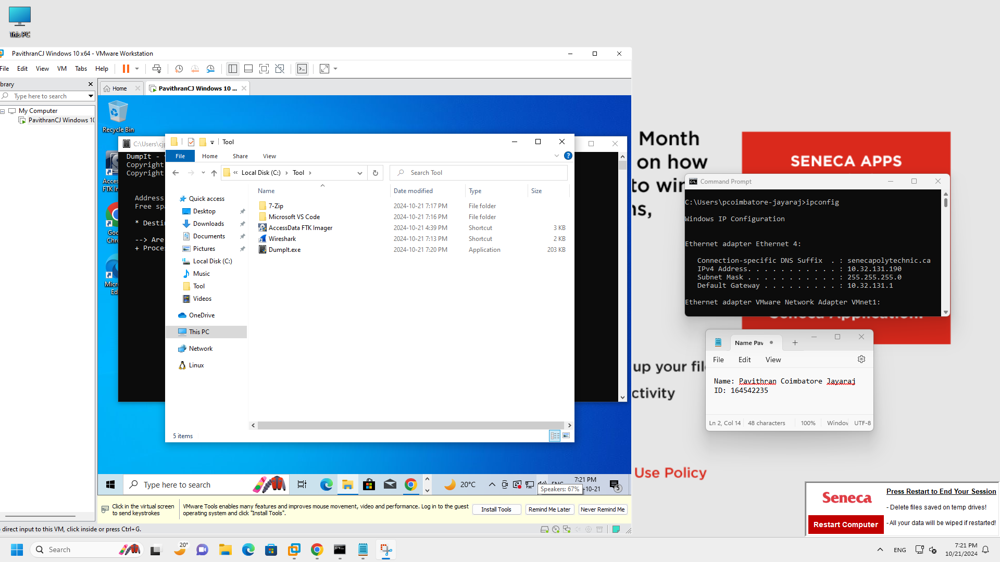 This PC
PavithranCJ Windows 10 x64 - VMware Workstation
File Edit View VM Tabs Help
brary
Type here to search
My Computer
PavithranCJ Windows 10
Home
PavithranCJ Windows 10 ...
Recycle Bin
C:\Users\cjp
DumpIt -
Copyright
Copyright
Address
Free spa
* Destin
--> Are
+ Proces
Acces
FTK Im
Goo
Chr
Micr
Ed
Tool
File Home Share View
« Local Disk (C:) > Tool >
Search Tool
Name Date modified Type Size
Quick access
Desktop
Downloads
Documents
Pictures
Local Disk (C:)
Music
Tool
Videos
OneDrive
This PC
Network
Linux
7-Zip 2024-10-21 7:17 PM File folder
Microsoft VS Code 2024-10-21 7:16 PM File folder
AccessData FTK Imager 2024-10-21 4:39 PM Shortcut 3 KB
Wireshark 2024-10-21 7:13 PM Shortcut 2 KB
DumpIt.exe 2024-10-21 7:20 PM Application 203 KB
5 items
Type here to search
20°C
7:21 PM
-10-21
5
Speakers: 67%
Click in the virtual screen
to send keystrokes
VMware Tools enables many features and improves mouse movement, video and performance. Log in to the guest
operating system and click "Install Tools".
Install Tools
Remind Me Later
Never Remind Me
direct input to this VM, click inside or press Ctrl+G.
Month
on how
to win
ns,
SENECA APPS
Command Prompt
C:\Users\pcoimbatore-jayaraj>ipconfig
Windows IP Configuration
Ethernet adapter Ethernet 4:
Connection-specific DNS Suffix . : senecapolytechnic.ca
IPv4 Address. . . . . . . . . . . : 10.32.131.190
Subnet Mask . . . . . . . . . . . : 255.255.255.0
Default Gateway . . . . . . . . . : 10.32.131.1
Ethernet adapter VMware Network Adapter VMnet1:
up your file
ctivity
Use Policy
Name Pav
File Edit View
Name: Pavithran Coimbatore Jayaraj
ID: 164542235
Ln 2, Col 14 48 characters 100% Window UTF-8
Seneca
Restart Computer
Press Restart to End Your Session
- Delete files saved on temp drives!
- All your data will be wiped if restarted!
Search
20°
ENG
7:21 PM
10/21/2024